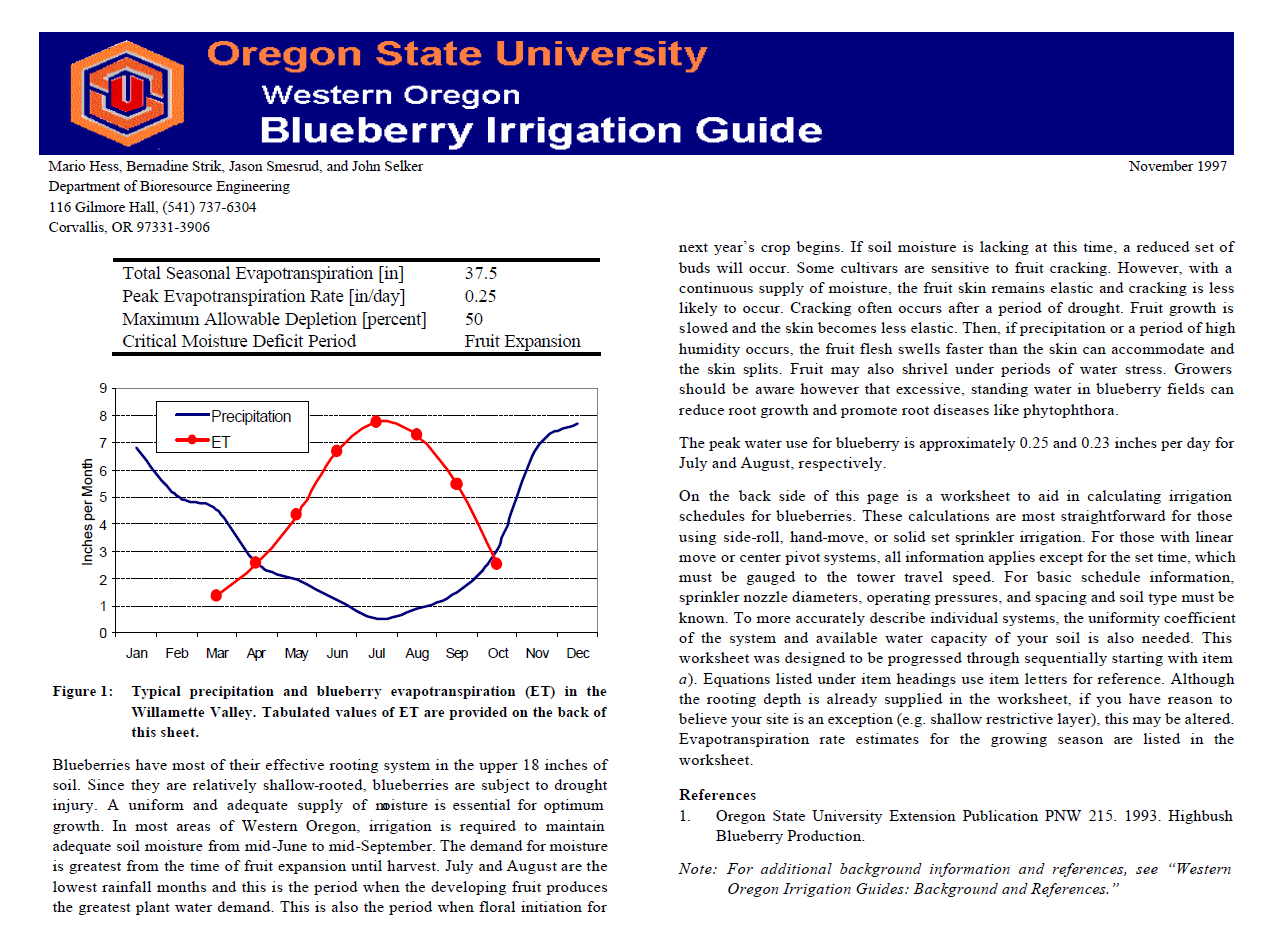 Oregon State University
Western Oregon
Blueberry Irrigation Guide
OSU
Mario Hess, Bernadine Strik, Jason Smesrud, and John Selker
Department of Bioresource Engineering
116 Gilmore Hall, (541) 737-6304
Corvallis, OR 97331-3906
November 1997
Total Seasonal Evapotranspiration [in] 37.5
Peak Evapotranspiration Rate [in/day] 0.25
Maximum Allowable Depletion [percent] 50
Critical Moisture Deficit Period Fruit Expansion
9
8
7
6
5
4
3
2
1
0
Inches per Month
Precipitation
ET
Jan Feb Mar Apr May Jun Jul Aug Sep Oct Nov Dec
Figure 1: Typical precipitation and blueberry evapotranspiration (ET) in the
Willamette Valley. Tabulated values of ET are provided on the back of
this sheet.
Blueberries have most of their effective rooting system in the upper 18 inches of
soil. Since they are relatively shallow-rooted, blueberries are subject to drought
injury. A uniform and adequate supply of moisture is essential for optimum
growth. In most areas of Western Oregon, irrigation is required to maintain
adequate soil moisture from mid-June to mid-September. The demand for moisture
is greatest from the time of fruit expansion until harvest. July and August are the
lowest rainfall months and this is the period when the developing fruit produces
the greatest plant water demand. This is also the period when floral initiation for
next year's crop begins. If soil moisture is lacking at this time, a reduced set of
buds will occur. Some cultivars are sensitive to fruit cracking. However, with a
continuous supply of moisture, the fruit skin remains elastic and cracking is less
likely to occur. Cracking often occurs after a period of drought. Fruit growth is
slowed and the skin becomes less elastic. Then, if precipitation or a period of high
humidity occurs, the fruit flesh swells faster than the skin can accommodate and
the skin splits. Fruit may also shrivel under periods of water stress. Growers
should be aware however that excessive, standing water in blueberry fields can
reduce root growth and promote root diseases like phytophthora.
The peak water use for blueberry is approximately 0.25 and 0.23 inches per day for
July and August, respectively.
On the back side of this page is a worksheet to aid in calculating irrigation
schedules for blueberries. These calculations are most straightforward for those
using side-roll, hand-move, or solid set sprinkler irrigation. For those with linear
move or center pivot systems, all information applies except for the set time, which
must be gauged to the tower travel speed. For basic schedule information,
sprinkler nozzle diameters, operating pressures, and spacing and soil type must be
known. To more accurately describe individual systems, the uniformity coefficient
of the system and available water capacity of your soil is also needed. This
worksheet was designed to be progressed through sequentially starting with item
a). Equations listed under item headings use item letters for reference. Although
the rooting depth is already supplied in the worksheet, if you have reason to
believe your site is an exception (e.g. shallow restrictive layer), this may be altered.
Evapotranspiration rate estimates for the growing season are listed in the
worksheet.
References
1. Oregon State University Extension Publication PNW 215. 1993. Highbush
Blueberry Production.
Note: For additional background information and references, see “Western
Oregon Irrigation Guides: Background and References.”